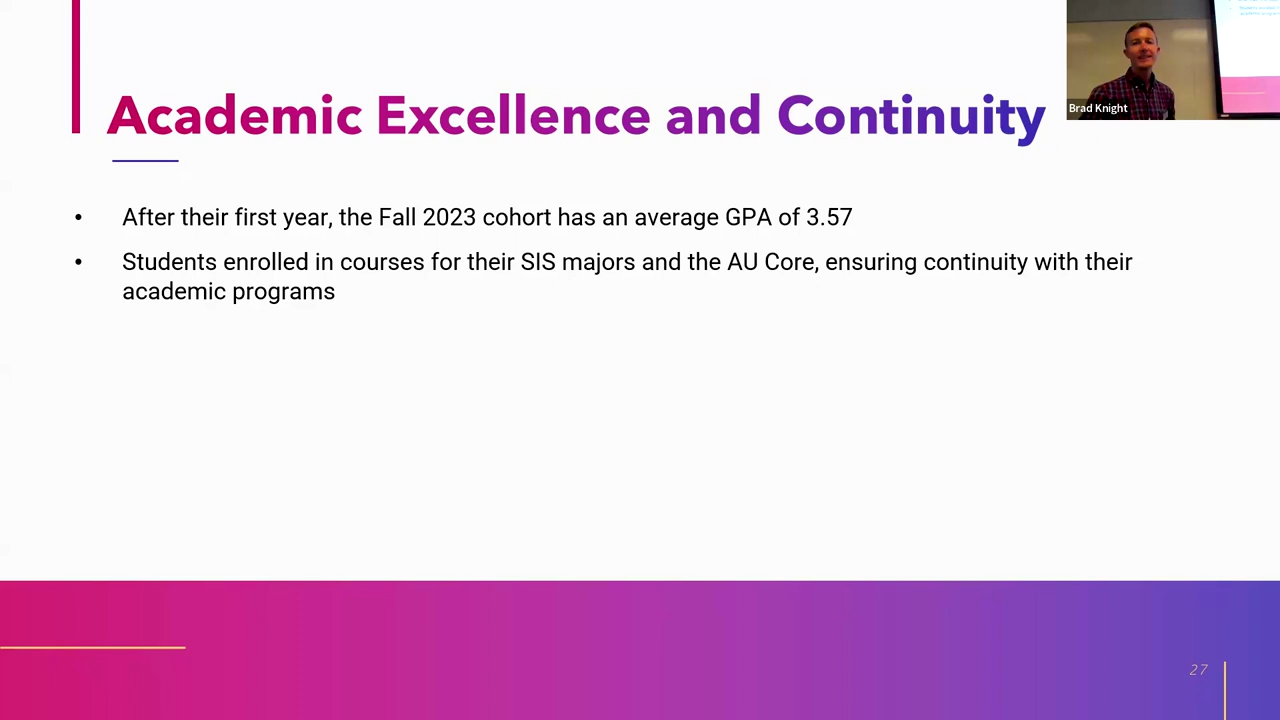 Academic Excellence and Continuity
Brad Knight
• After their first year, the Fall 2023 cohort has an average GPA of 3.57
• Students enrolled in courses for their SIS majors and the AU Core, ensuring continuity with their
academic programs
27